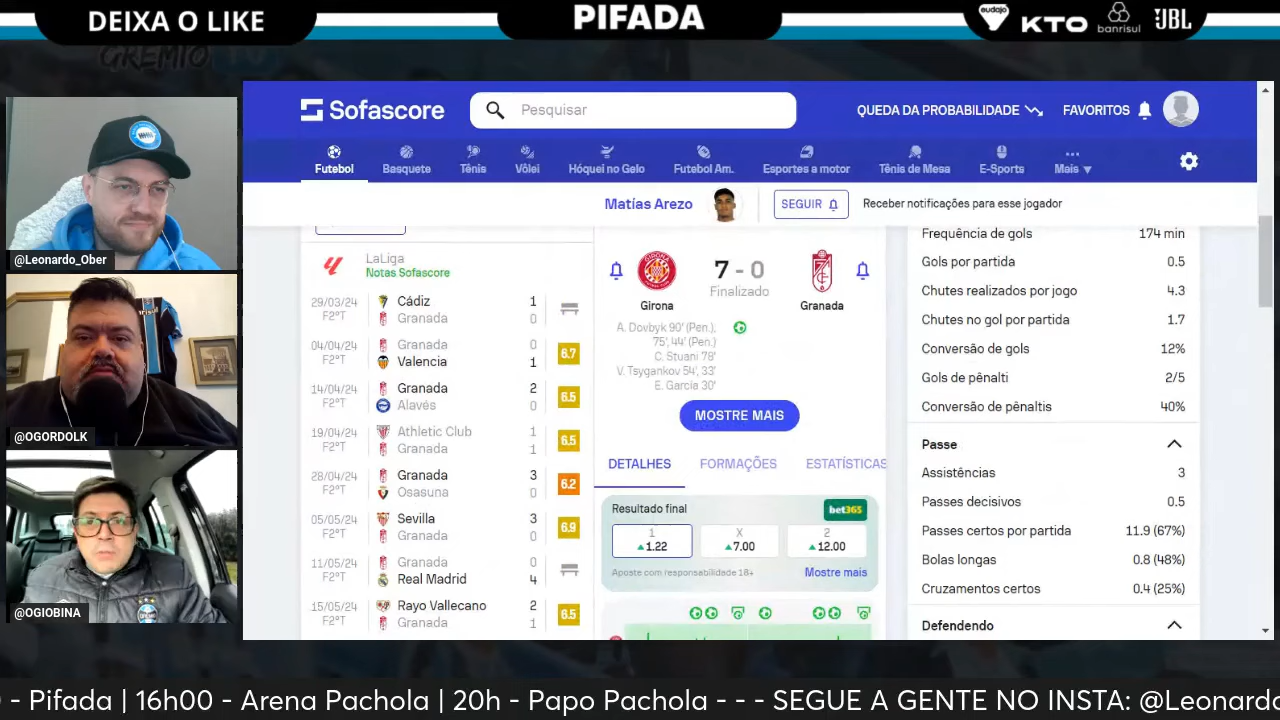 DEIXA O LIKE
PIFADA
eudajo
KTO
banrisul
JBL
GRÊMIO
@Leonardo_Ober
@OGORDOLK
@OGIOBINA
Sofascore
Pesquisar
QUEDA DA PROBABILIDADE
FAVORITOS
Futebol
Basquete
Tênis
Vôlei
Hóquei no Gelo
Futebol Am.
Esportes a motor
Tênis de Mesa
E-Sports
Mais
Matías Arezo
SEGUIR
Receber notificações para esse jogador
LaLiga
Notas Sofascore
29/03/24 Cádiz 1
F2°T Granada 0
04/04/24 Granada 0
F2°T Valencia 1
6.7
14/04/24 Granada 2
F2°T Alavés 0
6.5
19/04/24 Athletic Club 1
F2°T Granada 1
6.5
28/04/24 Granada 3
F2°T Osasuna 0
6.2
05/05/24 Sevilla 3
F2°T Granada 0
6.9
11/05/24 Granada 0
F2°T Real Madrid 4
15/05/24 Rayo Vallecano 2
F2°T Granada 1
6.5
7 - 0
Finalizado
Girona
Granada
A. Dovbyk 90' (Pen.),
75', 44' (Pen.)
C. Stuani 78'
V. Tsygankov 54', 33'
E. García 30'
MOSTRE MAIS
DETALHES
FORMAÇÕES
ESTATÍSTICAS
Resultado final
bet365
1 X 2
1.22 7.00 12.00
Aposte com responsabilidade 18+
Mostre mais
Frequência de gols 174 min
Gols por partida 0.5
Chutes realizados por jogo 4.3
Chutes no gol por partida 1.7
Conversão de gols 12%
Gols de pênalti 2/5
Conversão de pênaltis 40%
Passe
Assistências 3
Passes decisivos 0.5
Passes certos por partida 11.9 (67%)
Bolas longas 0.8 (48%)
Cruzamentos certos 0.4 (25%)
Defendendo
- Pifada | 16h00 - Arena Pachola | 20h - Papo Pachola - - - SEGUE A GENTE NO INSTA: @Leonardo